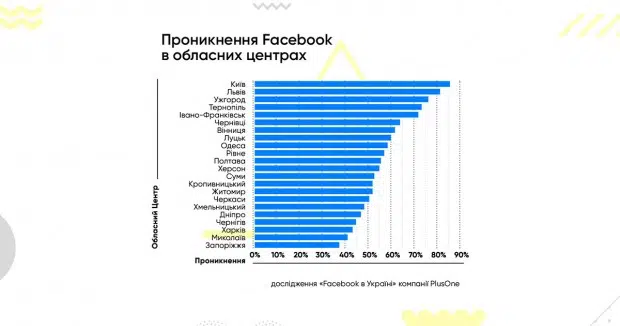 Проникнення Facebook
в обласних центрах
Обласний Центр
Київ
Львів
Ужгород
Тернопіль
Івано-Франківськ
Чернівці
Вінниця
Луцьк
Одеса
Рівне
Полтава
Херсон
Суми
Кропивницький
Житомир
Черкаси
Хмельницький
Дніпро
Чернігів
Харків
Миколаїв
Запоріжжя
0% 10% 20% 30% 40% 50% 60% 70% 80% 90%
Проникнення
дослідження «Facebook в Україні» компанії PlusOne